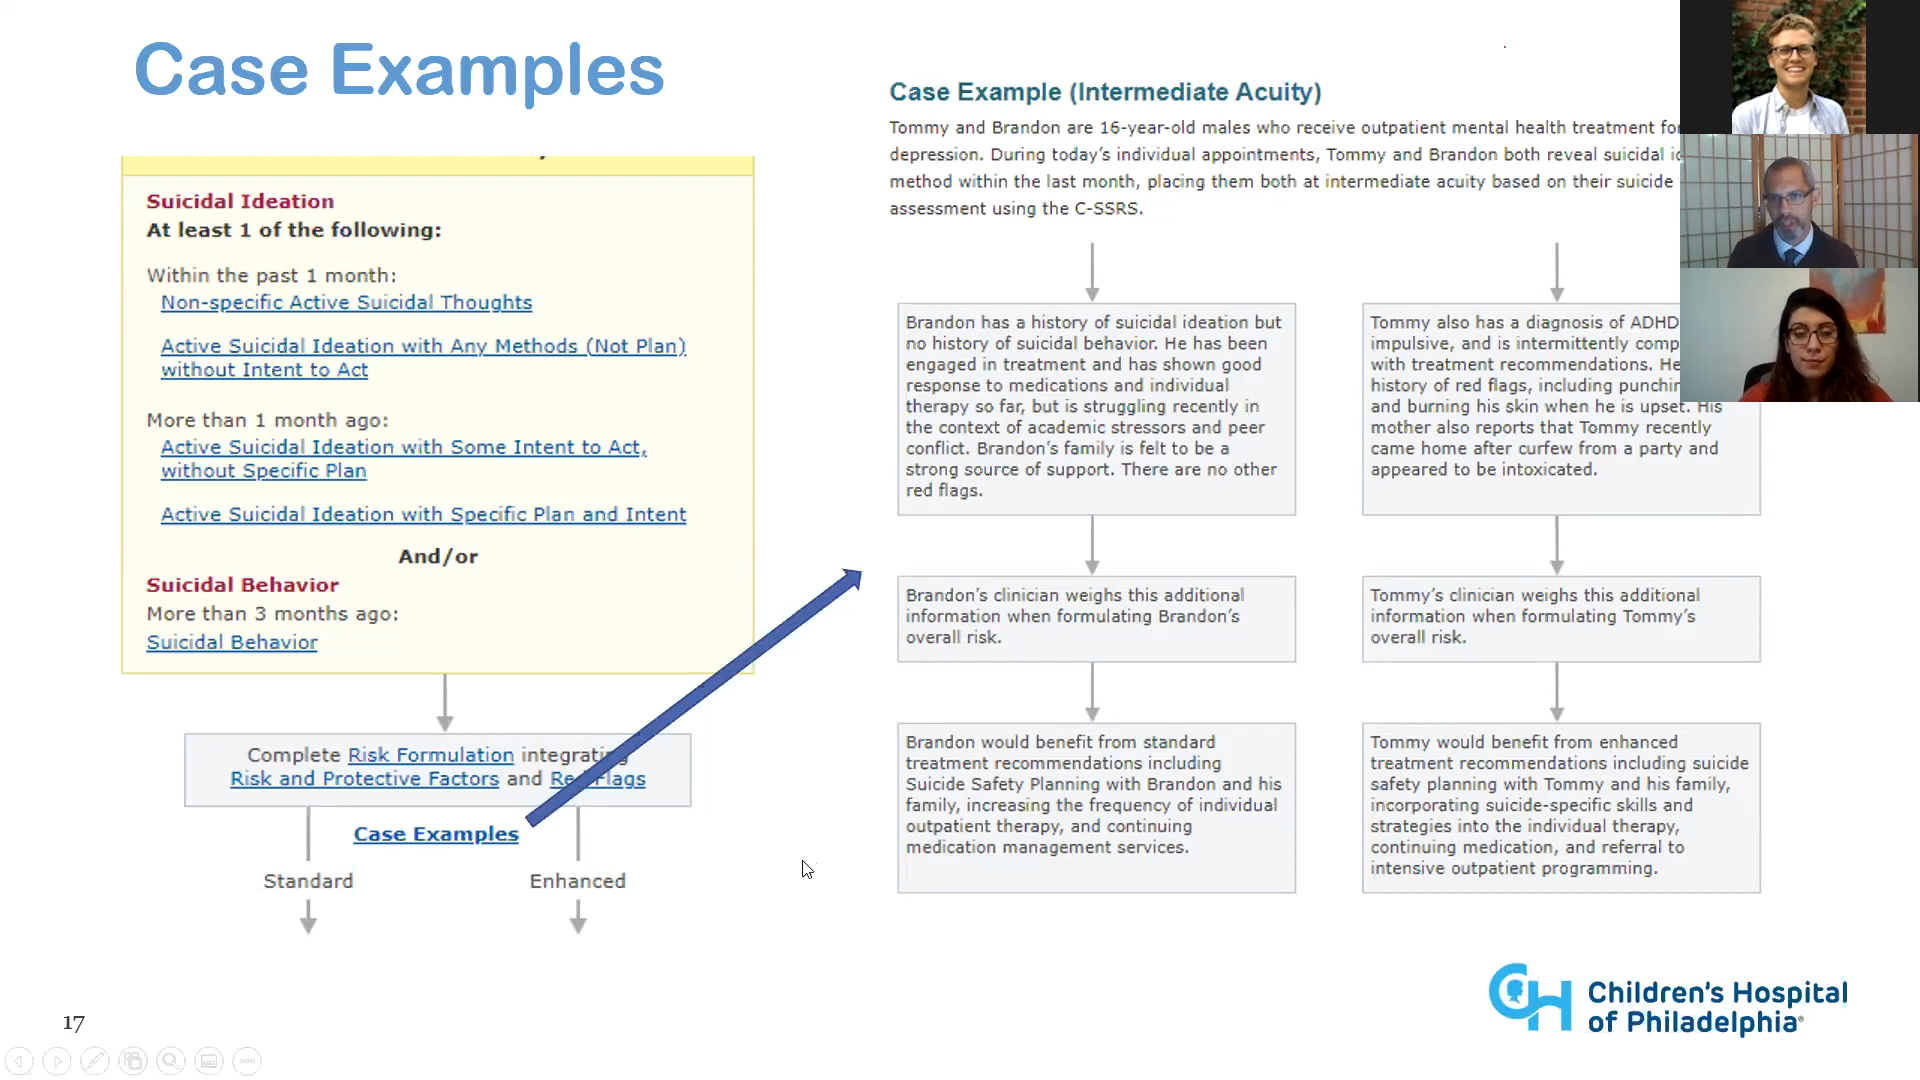 Case Examples
Suicidal Ideation
At least 1 of the following:
Within the past 1 month:
Non-specific Active Suicidal Thoughts
Active Suicidal Ideation with Any Methods (Not Plan)
without Intent to Act
More than 1 month ago:
Active Suicidal Ideation with Some Intent to Act,
without Specific Plan
Active Suicidal Ideation with Specific Plan and Intent
And/or
Suicidal Behavior
More than 3 months ago:
Suicidal Behavior
Complete Risk Formulation
Risk and Protective Factors and Red Flags
Case Examples
Standard
Enhanced
Case Example (Intermediate Acuity)
Tommy and Brandon are 16-year-old males who receive outpatient mental health treatment
depression. During today's individual appointments, Tommy and Brandon both reveal suicidal
method within the last month, placing them both at intermediate acuity based on their suicide
assessment using the C-SSRS.
Brandon has a history of suicidal ideation but
no history of suicidal behavior. He has been
engaged in treatment and has shown good
response to medications and individual
therapy so far, but is struggling recently in
the context of academic stressors and peer
conflict. Brandon's family is felt to be a
strong source of support. There are no other
red flags.
Brandon's clinician weighs this additional
information when formulating Brandon's
overall risk.
Brandon would benefit from standard
treatment recommendations including
Suicide Safety Planning with Brandon and his
family, increasing the frequency of individual
outpatient therapy, and continuing
medication management services.
Tommy also has a diagnosis of ADHD
impulsive, and is intermittently
with treatment recommendations. He
history of red flags, including
and burning his skin when he is upset. His
mother also reports that Tommy recently
came home after curfew from a party and
appeared to be intoxicated.
Tommy's clinician weighs this additional
information when formulating Tommy's
overall risk.
Tommy would benefit from enhanced
treatment recommendations including suicide
safety planning with Tommy and his family,
incorporating suicide-specific skills and
strategies into the individual therapy,
continuing medication, and referral to
intensive outpatient programming.
17
CH Children's Hospital
of Philadelphia